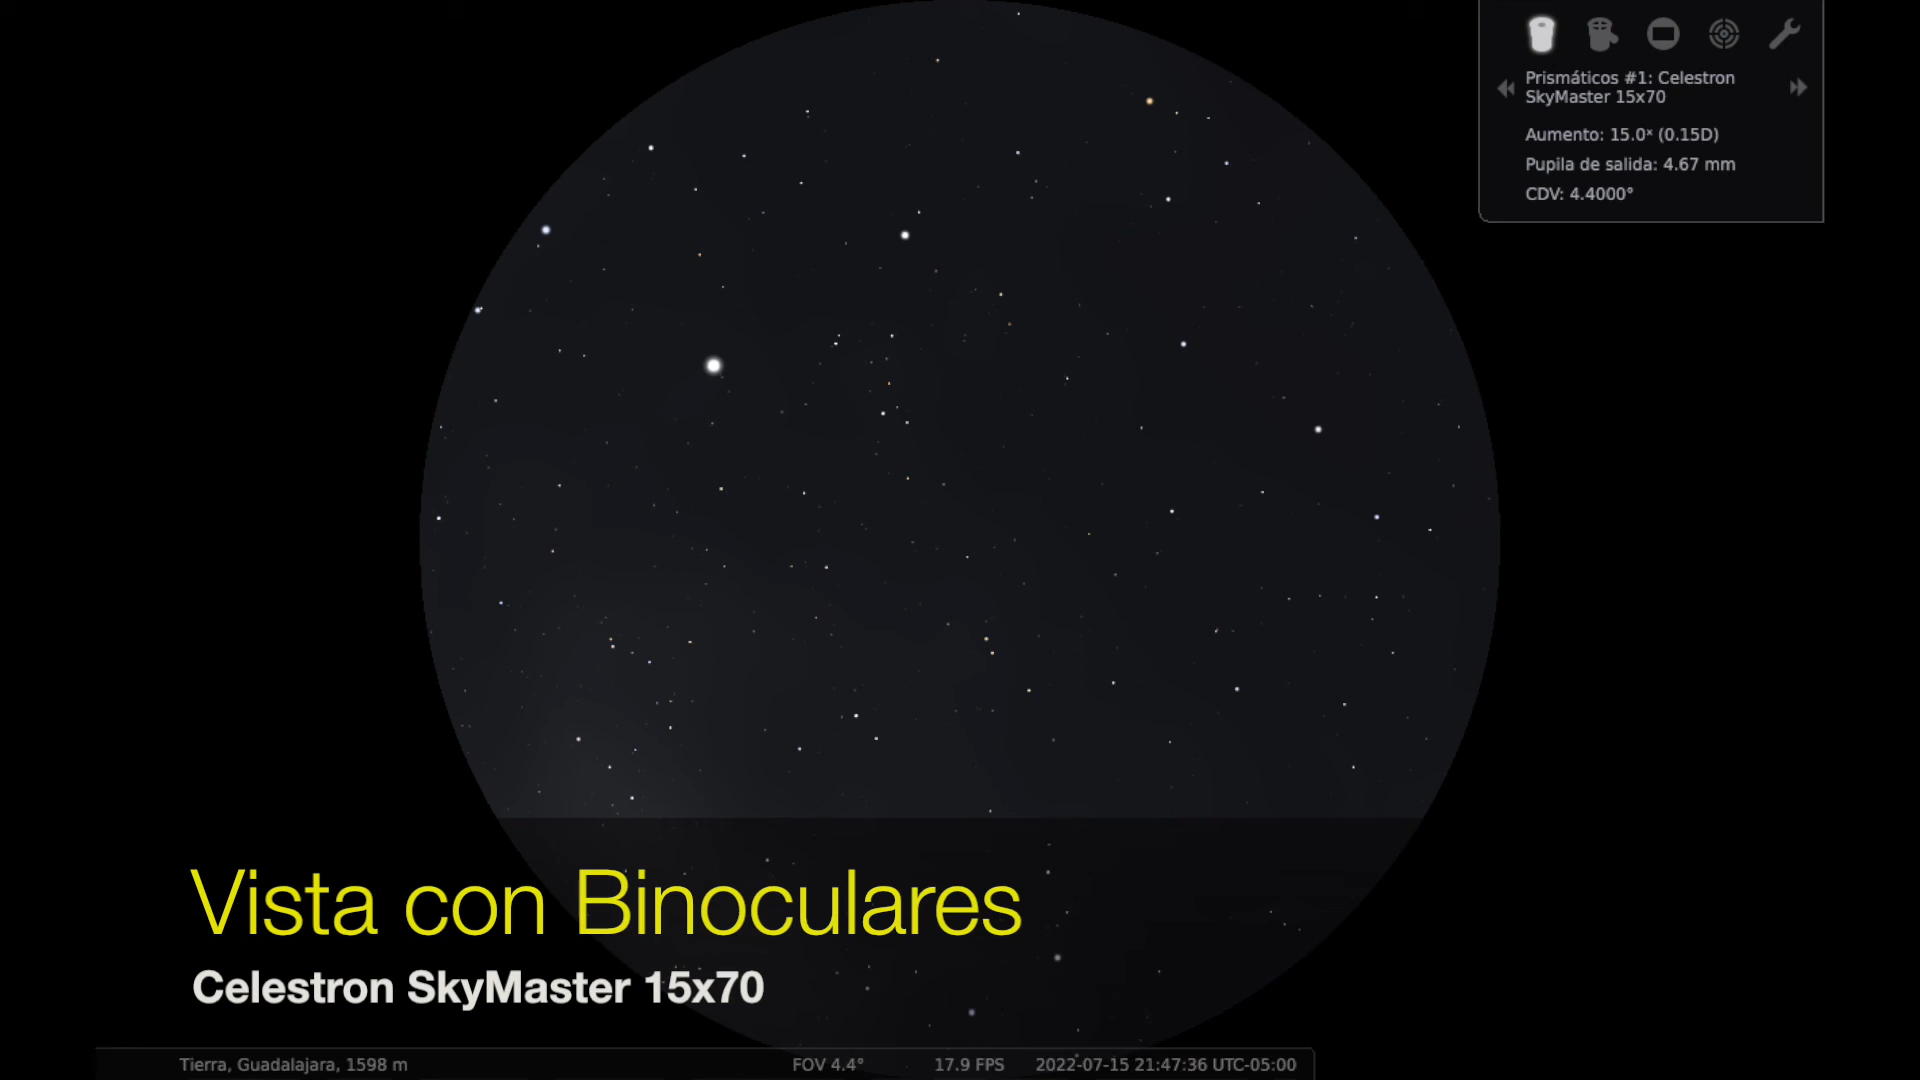 Prismáticos #1: Celestron
SkyMaster 15x70
Aumento: 15.0ˣ (0.15D)
Pupila de salida: 4.67 mm
CDV: 4.4000°
Vista con Binoculares
Celestron SkyMaster 15x70
Tierra, Guadalajara, 1598 m FOV 4.4° 17.9 FPS 2022-07-15 21:47:36 UTC-05:00